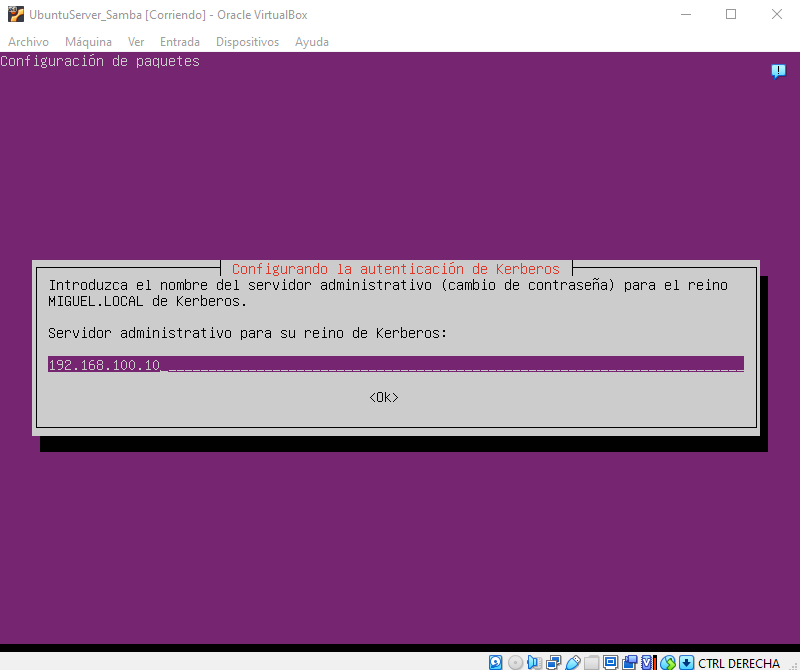 UbuntuServer_Samba [Corriendo] - Oracle VirtualBox
Archivo Máquina Ver Entrada Dispositivos Ayuda
Configuración de paquetes
Configurando la autenticación de Kerberos
Introduzca el nombre del servidor administrativo (cambio de contraseña) para el reino
MIGUEL.LOCAL de Kerberos.
Servidor administrativo para su reino de Kerberos:
192.168.100.10
<Ok>
CTRL DERECHA